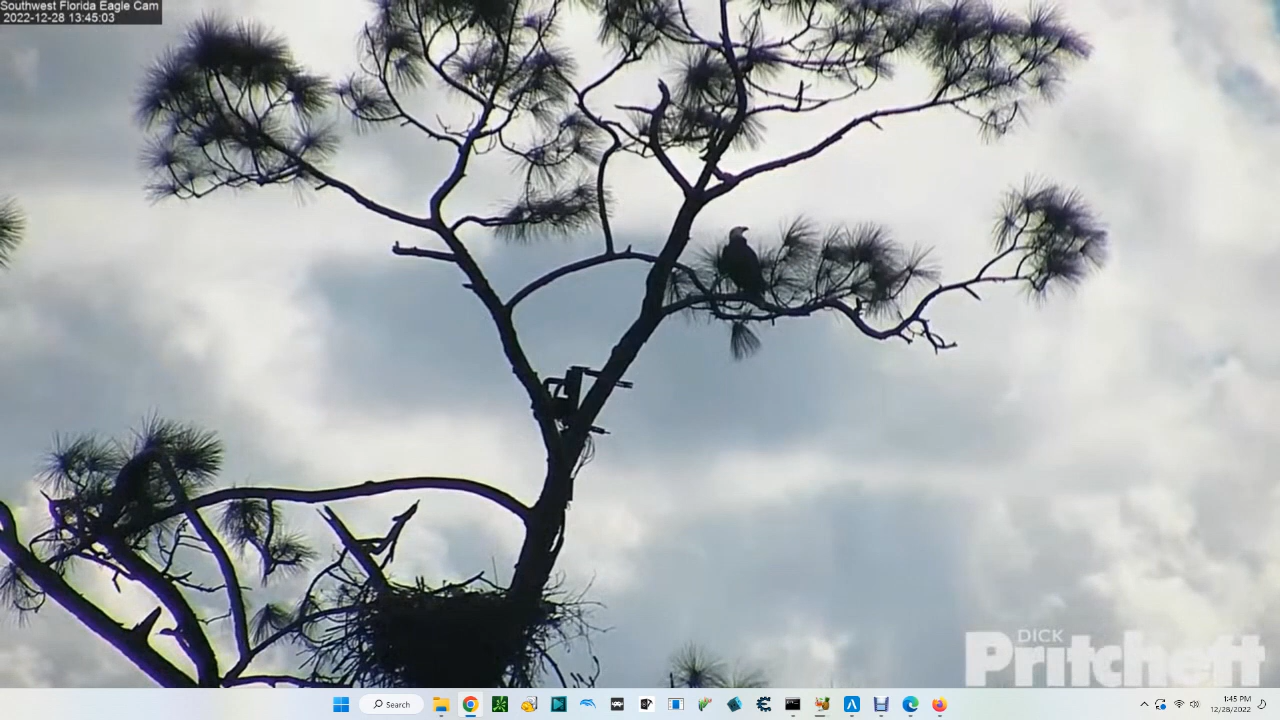 Southwest Florida Eagle Cam
2022-12-28 13:45:03
DICK
Pritchett
Search
1:45 PM
12/28/2022